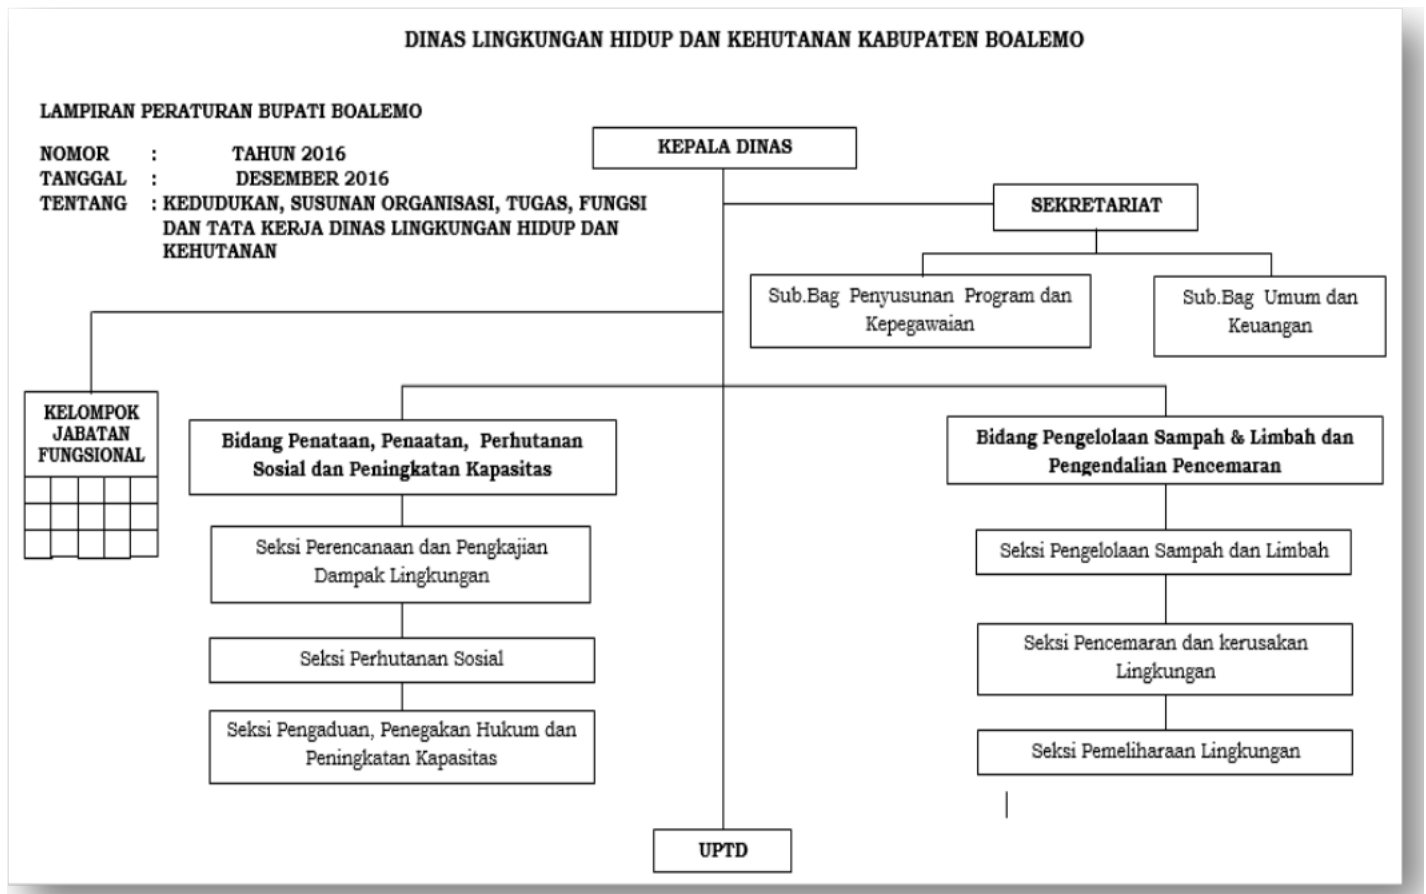 DINAS LINGKUNGAN HIDUP DAN KEHUTANAN KABUPATEN BOALEMO
LAMPIRAN PERATURAN BUPATI BOALEMO
NOMOR : TAHUN 2016
TANGGAL : DESEMBER 2016
TENTANG : KEDUDUKAN, SUSUNAN ORGANISASI, TUGAS, FUNGSI
DAN TATA KERJA DINAS LINGKUNGAN HIDUP DAN
KEHUTANAN
KEPALA DINAS
SEKRETARIAT
Sub.Bag Penyusunan Program dan
Kepegawaian
Sub.Bag Umum dan
Keuangan
KELOMPOK
JABATAN
FUNGSIONAL
Bidang Penataan, Penaatan, Perhutanan
Sosial dan Peningkatan Kapasitas
Seksi Perencanaan dan Pengkajian
Dampak Lingkungan
Seksi Perhutanan Sosial
Seksi Pengaduan, Penegakan Hukum dan
Peningkatan Kapasitas
Bidang Pengelolaan Sampah & Limbah dan
Pengendalian Pencemaran
Seksi Pengelolaan Sampah dan Limbah
Seksi Pencemaran dan kerusakan
Lingkungan
Seksi Pemeliharaan Lingkungan
UPTD